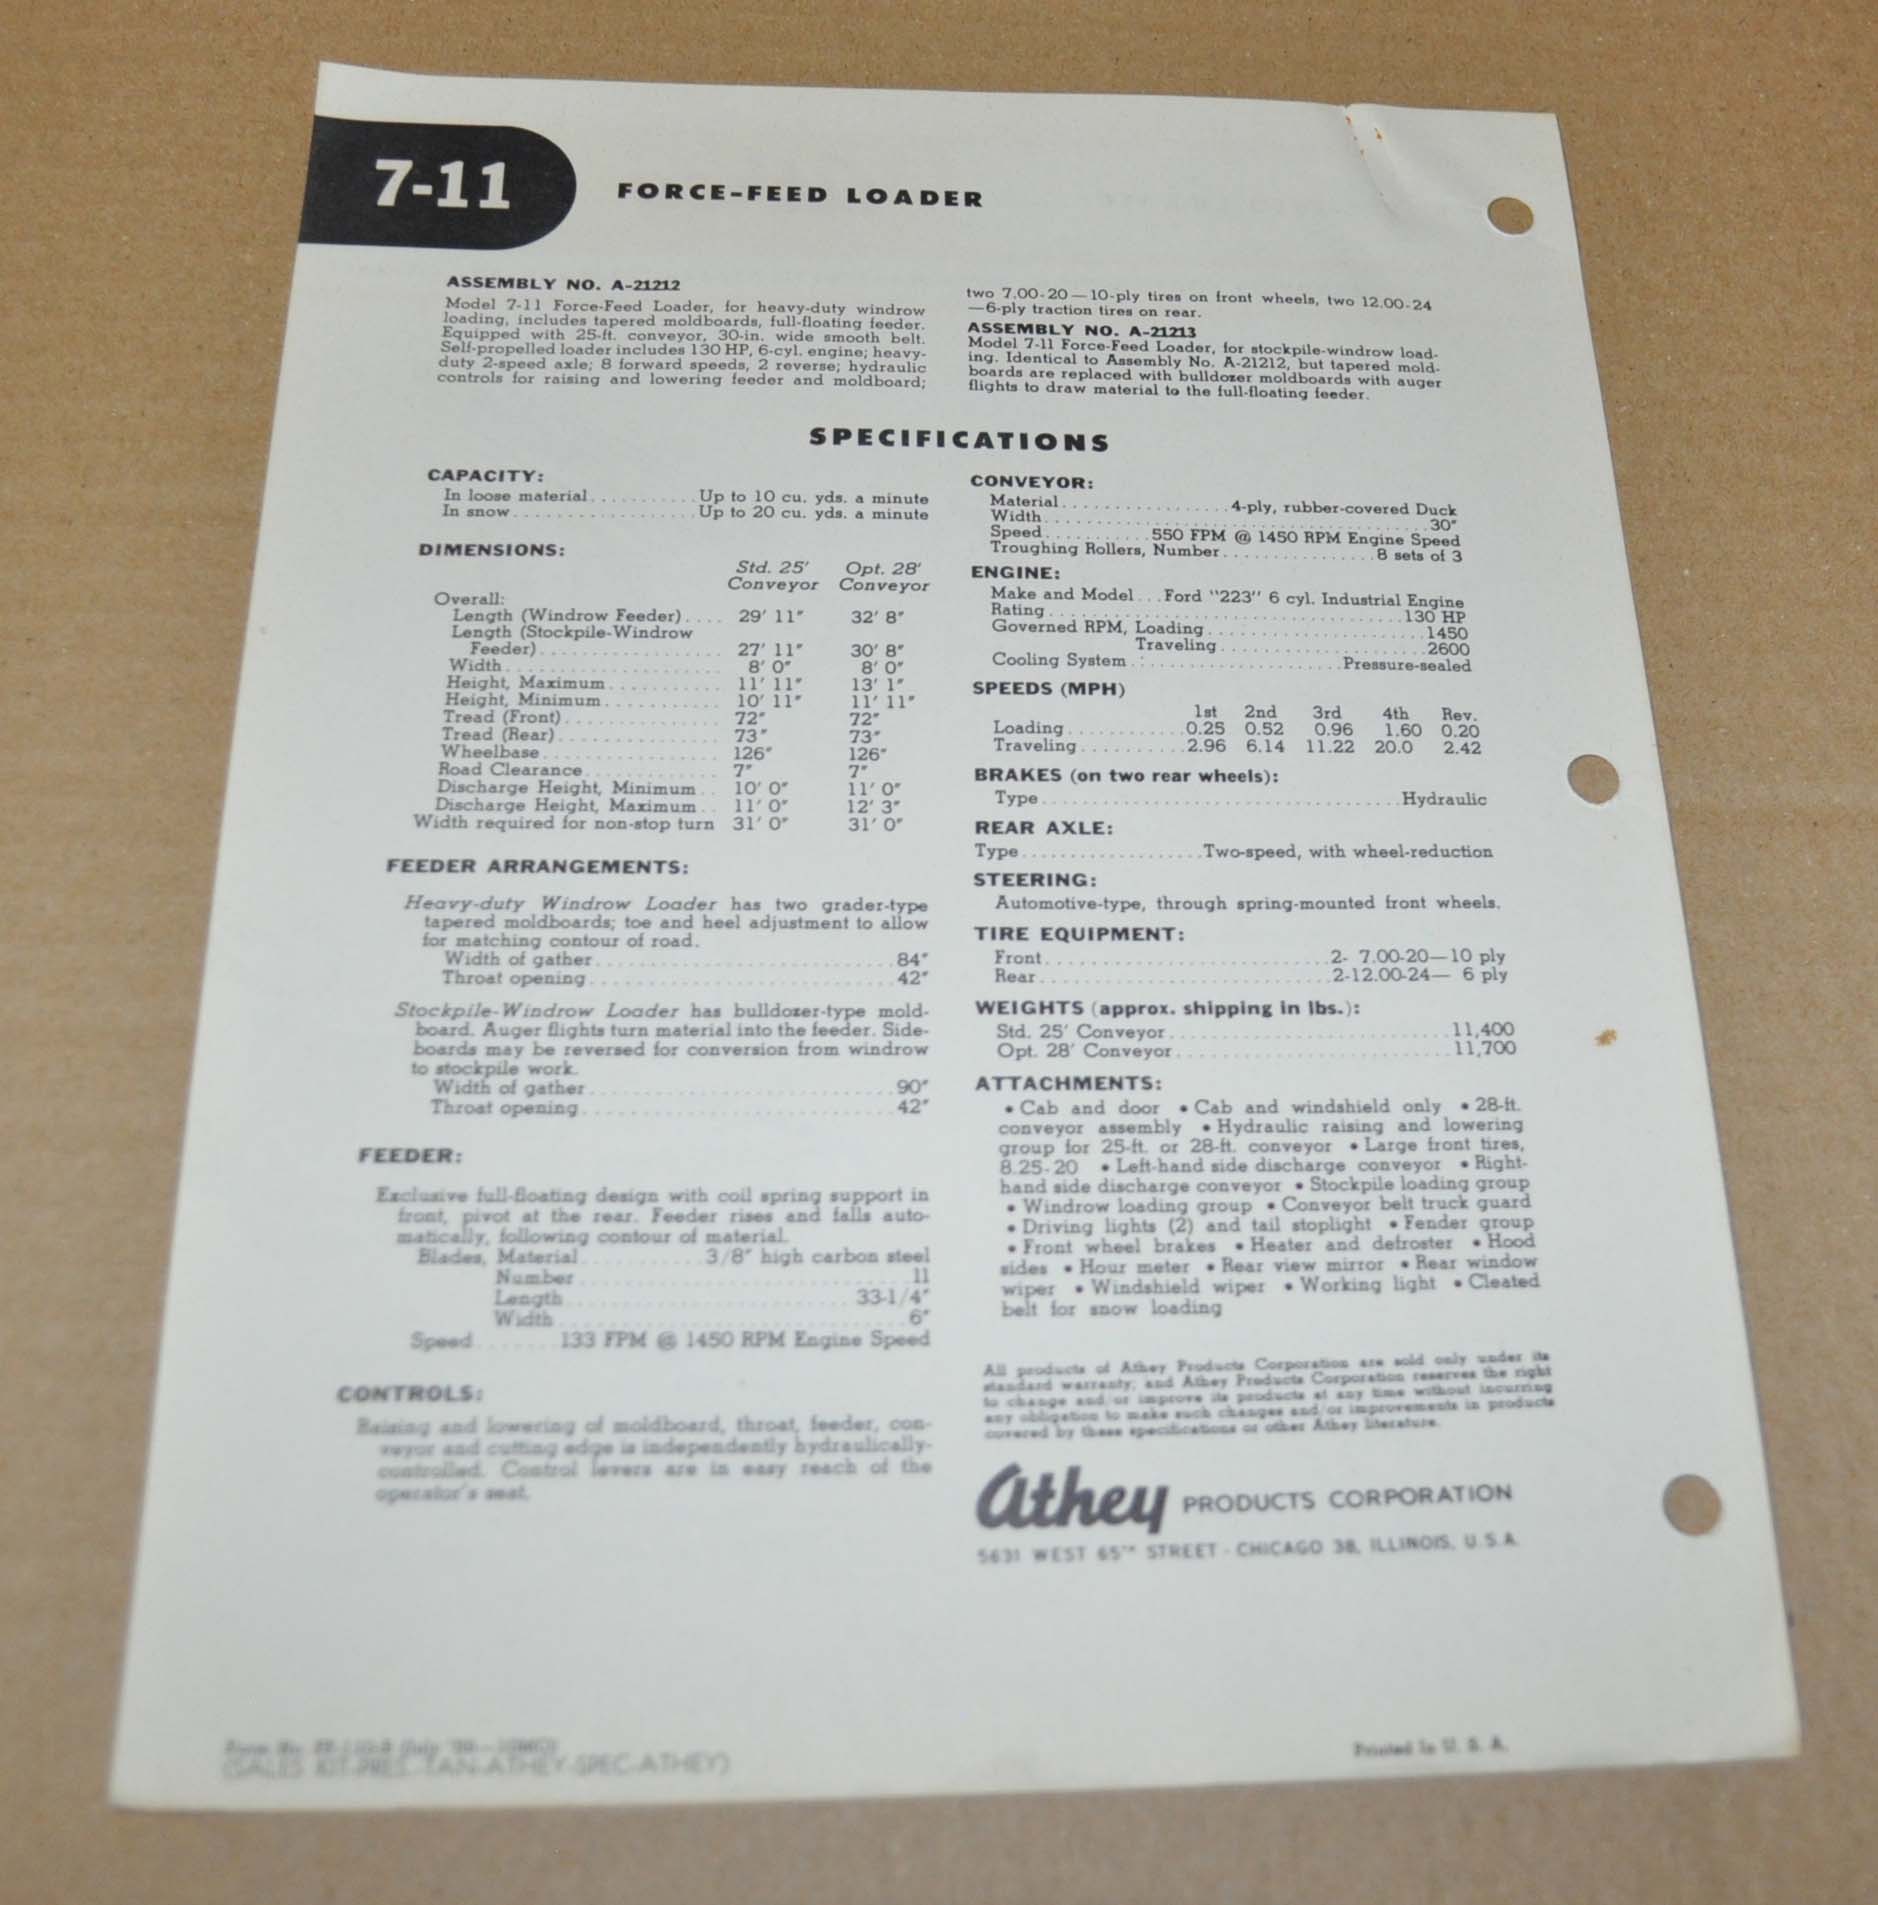 7-11
FORCE-FEED LOADER
ASSEMBLY NO. A-21212
Model 7-11 Force-Feed Loader, for heavy-duty windrow
loading, includes tapered moldboards, full-floating feeder.
Equipped with 25-ft. conveyor, 30-in. wide smooth belt.
Self-propelled loader includes 130 HP, 6-cyl. engine; heavy-
duty 2-speed axle; 8 forward speeds, 2 reverse; hydraulic
controls for raising and lowering feeder and moldboard;
two 7.00-20—10-ply tires on front wheels, two 12.00-24
—6-ply traction tires on rear.
ASSEMBLY NO. A-21213
Model 7-11 Force-Feed Loader, for stockpile-windrow load-
ing. Identical to Assembly No. A-21212, but tapered mold-
boards are replaced with bulldozer moldboards with auger
flights to draw material to the full-floating feeder.
SPECIFICATIONS
CAPACITY:
In loose material...........Up to 10 cu. yds. a minute
In snow..................Up to 20 cu. yds. a minute
DIMENSIONS:
Std. 25' Opt. 28'
Conveyor Conveyor
Overall:
Length (Windrow Feeder).... 29' 11" 32' 8"
Length (Stockpile-Windrow
Feeder).................. 27' 11" 30' 8"
Width..................... 8' 0" 8' 0"
Height, Maximum........... 11' 11" 13' 1"
Height, Minimum........... 10' 11" 11' 11"
Tread (Front)............... 72" 72"
Tread (Rear)................ 73" 73"
Wheelbase................. 126" 126"
Road Clearance............. 7" 7"
Discharge Height, Minimum.. 10' 0" 11' 0"
Discharge Height, Maximum.. 11' 0" 12' 3"
Width required for non-stop turn 31' 0" 31' 0"
FEEDER ARRANGEMENTS:
Heavy-duty Windrow Loader has two grader-type
tapered moldboards; toe and heel adjustment to allow
for matching contour of road.
Width of gather..............................84"
Throat opening..............................42"
Stockpile-Windrow Loader has bulldozer-type mold-
board. Auger flights turn material into the feeder. Side-
boards may be reversed for conversion from windrow
to stockpile work.
Width of gather..............................90"
Throat opening..............................42"
FEEDER:
Exclusive full-floating design with coil spring support in
front, pivot at the rear. Feeder rises and falls auto-
matically, following contour of material.
Blades, Material...........3/8" high carbon steel
Number................................11
Length...........................33-1/4"
Width.................................6"
Speed.......133 FPM @ 1450 RPM Engine Speed
CONTROLS:
Raising and lowering of moldboard, throat, feeder, con-
veyor and cutting edge is independently hydraulically-
controlled. Control levers are in easy reach of the
operator's seat.
CONVEYOR:
Material.................4-ply, rubber-covered Duck
Width......................................30"
Speed...........550 FPM @ 1450 RPM Engine Speed
Troughing Rollers, Number...............8 sets of 3
ENGINE:
Make and Model...Ford "223" 6 cyl. Industrial Engine
Rating....................................130 HP
Governed RPM, Loading......................1450
Traveling.....................2600
Cooling System.:....................Pressure-sealed
SPEEDS (MPH)
1st 2nd 3rd 4th Rev.
Loading............0.25 0.52 0.96 1.60 0.20
Traveling...........2.96 6.14 11.22 20.0 2.42
BRAKES (on two rear wheels):
Type....................................Hydraulic
REAR AXLE:
Type...................Two-speed, with wheel-reduction
STEERING:
Automotive-type, through spring-mounted front wheels.
TIRE EQUIPMENT:
Front.............................2- 7.00-20—10 ply
Rear..............................2-12.00-24— 6 ply
WEIGHTS (approx. shipping in lbs.):
Std. 25' Conveyor.............................11,400
Opt. 28' Conveyor............................11,700
ATTACHMENTS:
• Cab and door • Cab and windshield only • 28-ft.
conveyor assembly • Hydraulic raising and lowering
group for 25-ft. or 28-ft. conveyor • Large front tires,
8.25-20 • Left-hand side discharge conveyor • Right-
hand side discharge conveyor • Stockpile loading group
• Windrow loading group • Conveyor belt truck guard
• Driving lights (2) and tail stoplight • Fender group
• Front wheel brakes • Heater and defroster • Hood
sides • Hour meter • Rear view mirror • Rear window
wiper • Windshield wiper • Working light • Cleated
belt for snow loading
All products of Athey Products Corporation are sold only under its
standard warranty; and Athey Products Corporation reserves the right
to change and/or improve its products at any time without incurring
any obligation to make such changes and/or improvements in products
covered by these specifications or other Athey literature.
Athey PRODUCTS CORPORATION
5631 WEST 65TH STREET - CHICAGO 38, ILLINOIS, U.S.A.
Form No.
(SALES KIT-PRES. TAN-ATHEY-SPEC-ATHEY)
Printed in U. S. A.